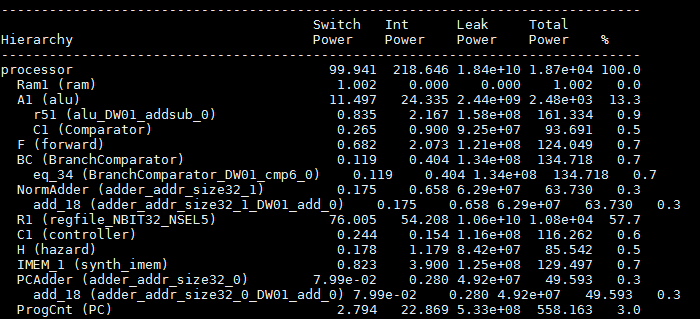 --------------------------------------------------------------------------------
Switch Int Leak Total
Hierarchy Power Power Power Power %
--------------------------------------------------------------------------------
processor 99.941 218.646 1.84e+10 1.87e+04 100.0
Ram1 (ram) 1.002 0.000 0.000 1.002 0.0
A1 (alu) 11.497 24.335 2.44e+09 2.48e+03 13.3
r51 (alu_DW01_addsub_0) 0.835 2.167 1.58e+08 161.334 0.9
C1 (Comparator) 0.265 0.900 9.25e+07 93.691 0.5
F (forward) 0.682 2.073 1.21e+08 124.049 0.7
BC (BranchComparator) 0.119 0.404 1.34e+08 134.718 0.7
eq_34 (BranchComparator_DW01_cmp6_0) 0.119 0.404 1.34e+08 134.718 0.7
NormAdder (adder_addr_size32_1) 0.175 0.658 6.29e+07 63.730 0.3
add_18 (adder_addr_size32_1_DW01_add_0) 0.175 0.658 6.29e+07 63.730 0.3
R1 (regfile_NBIT32_NSEL5) 76.005 54.208 1.06e+10 1.08e+04 57.7
C1 (controller) 0.244 0.154 1.16e+08 116.262 0.6
H (hazard) 0.178 1.179 8.42e+07 85.542 0.5
IMEM_1 (synth_imem) 0.823 3.900 1.25e+08 129.497 0.7
PCAdder (adder_addr_size32_0) 7.99e-02 0.280 4.92e+07 49.593 0.3
add_18 (adder_addr_size32_0_DW01_add_0) 7.99e-02 0.280 4.92e+07 49.593 0.3
ProgCnt (PC) 2.794 22.869 5.33e+08 558.163 3.0